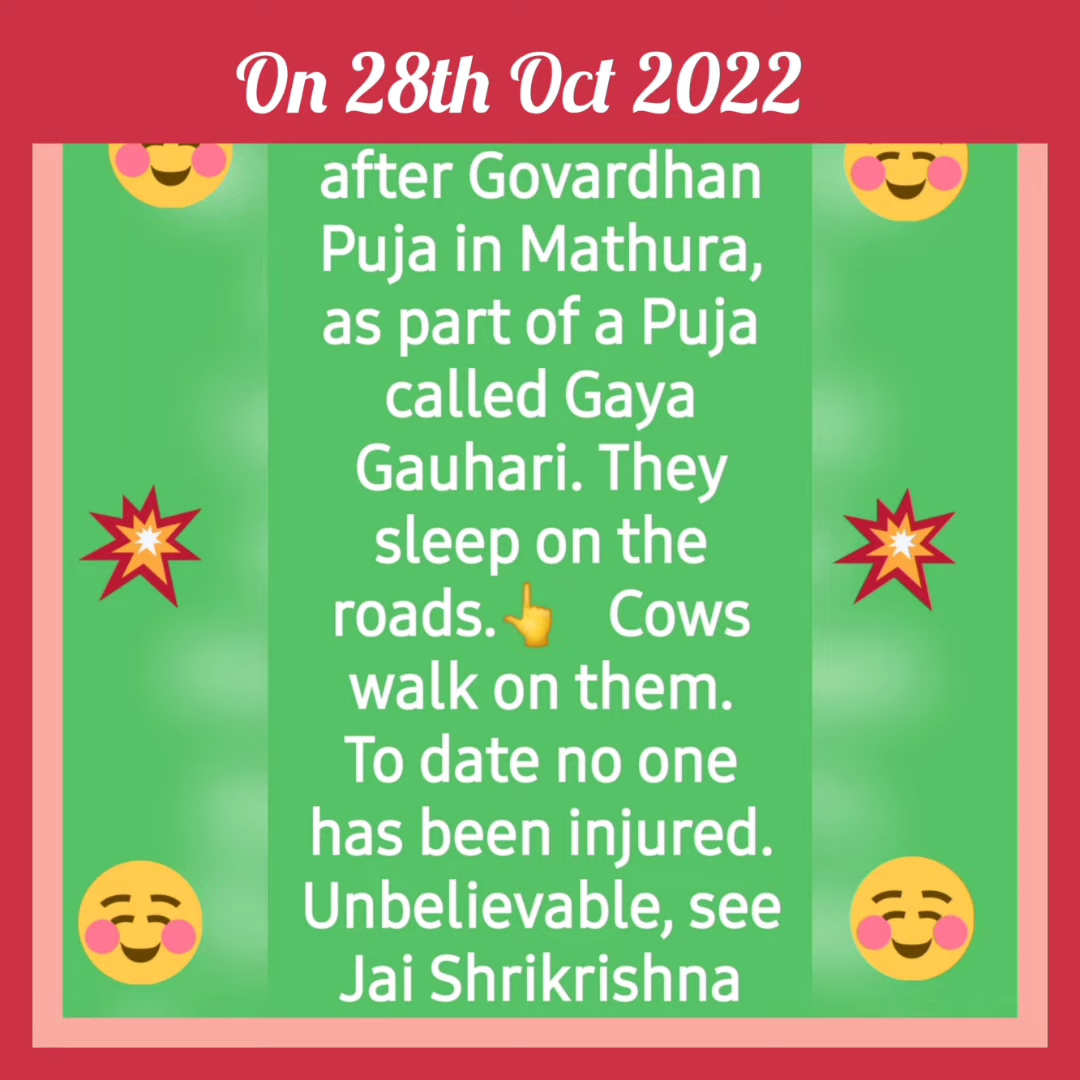 On 28th Oct 2022
after Govardhan
Puja in Mathura,
as part of a Puja
called Gaya
Gauhari. They
sleep on the
roads.👆 Cows
walk on them.
To date no one
has been injured.
Unbelievable, see
Jai Shrikrishna